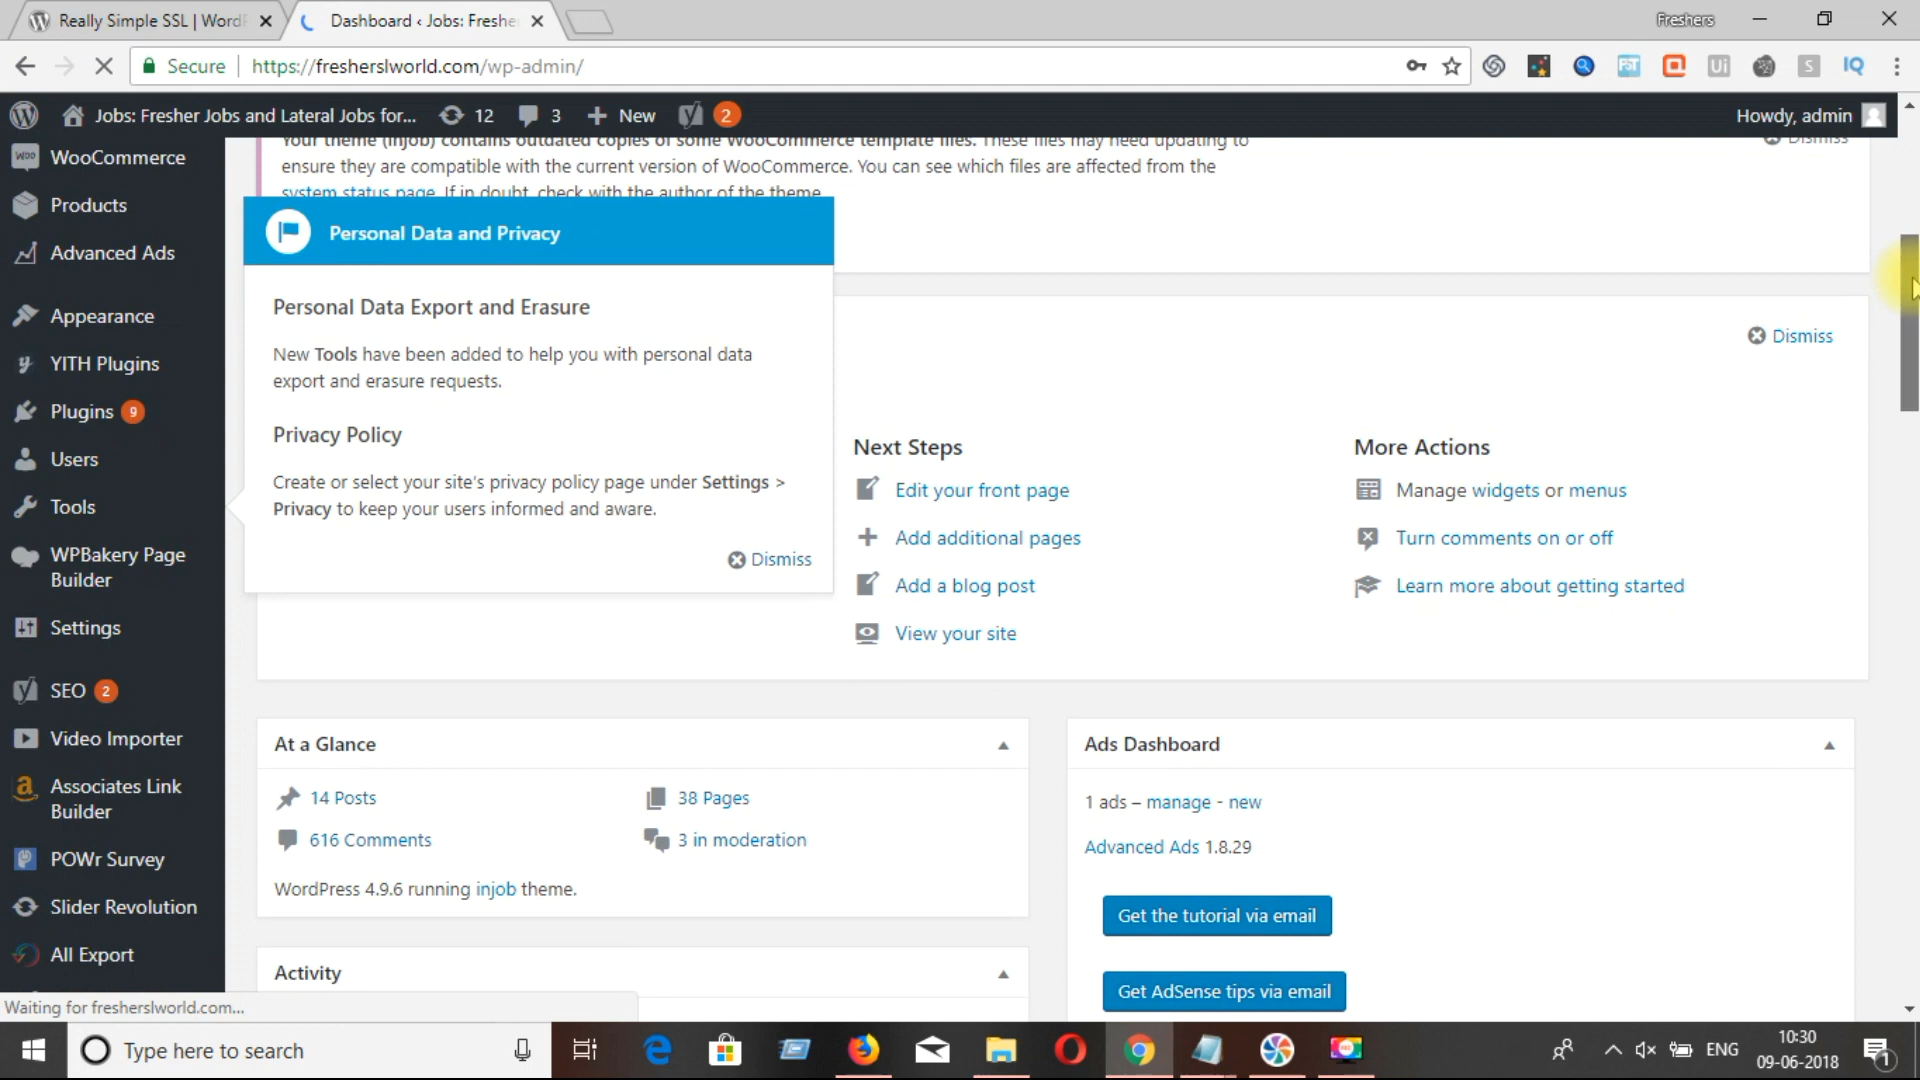 Really Simple SSL | WordP
Dashboard ‹ Jobs: Freshe
Freshers
Secure
https://fresherslworld.com/wp-admin/
Jobs: Fresher Jobs and Lateral Jobs for...
12
3
New
2
Howdy, admin
WooCommerce
Products
Advanced Ads
Appearance
YITH Plugins
Plugins 9
Users
Tools
WPBakery Page
Builder
Settings
SEO 2
Video Importer
Associates Link
Builder
POWr Survey
Slider Revolution
All Export
Your theme (injob) contains outdated copies of some WooCommerce template files. These files may need updating to
Dismiss
ensure they are compatible with the current version of WooCommerce. You can see which files are affected from the
system status page. If in doubt, check with the author of the theme.
Personal Data and Privacy
Personal Data Export and Erasure
New Tools have been added to help you with personal data
export and erasure requests.
Privacy Policy
Create or select your site's privacy policy page under Settings >
Privacy to keep your users informed and aware.
Dismiss
Dismiss
Next Steps
Edit your front page
Add additional pages
Add a blog post
View your site
More Actions
Manage widgets or menus
Turn comments on or off
Learn more about getting started
At a Glance
14 Posts
38 Pages
616 Comments
3 in moderation
WordPress 4.9.6 running injob theme.
Activity
Ads Dashboard
1 ads – manage - new
Advanced Ads 1.8.29
Get the tutorial via email
Get AdSense tips via email
Waiting for fresherslworld.com...
Type here to search
ENG
10:30
09-06-2018
1